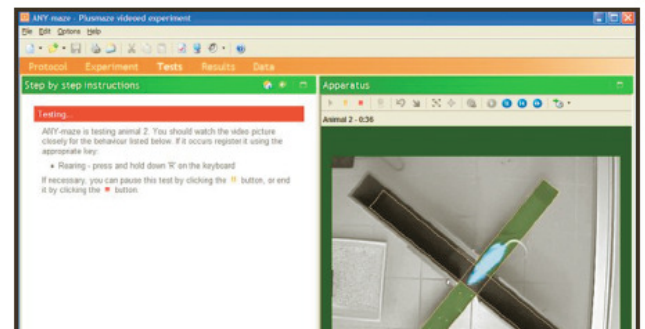 ANY-maze - Plusmaze videoed experiment
File Edit Options Help
Protocol Experiment Tests Results Data
Step by step instructions
Testing...
ANY-maze is testing animal 2. You should watch the video picture
closely for the behaviour listed below. If it occurs register it using the
appropriate key:
• Rearing - press and hold down 'R' on the keyboard
If necessary, you can pause this test by clicking the button, or end
it by clicking the button.
Apparatus
Animal 2 - 0:36